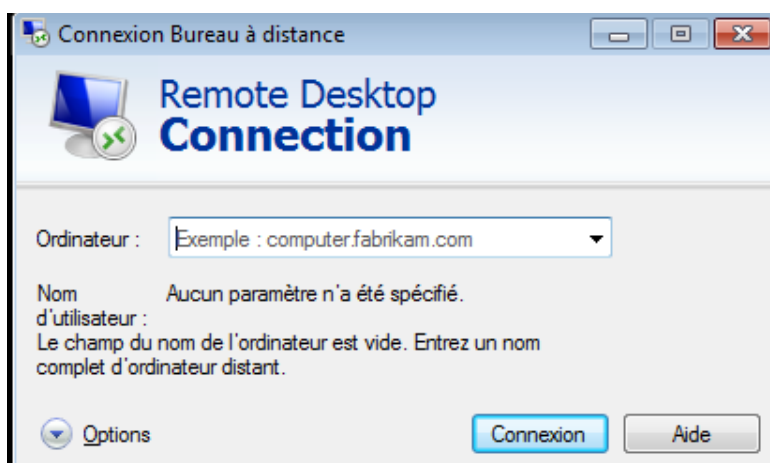 Connexion Bureau à distance
Remote Desktop
Connection
Ordinateur :
Exemple : computer.fabrikam.com
Nom
d'utilisateur :
Aucun paramètre n'a été spécifié.
Le champ du nom de l'ordinateur est vide. Entrez un nom
complet d'ordinateur distant.
Options
Connexion
Aide